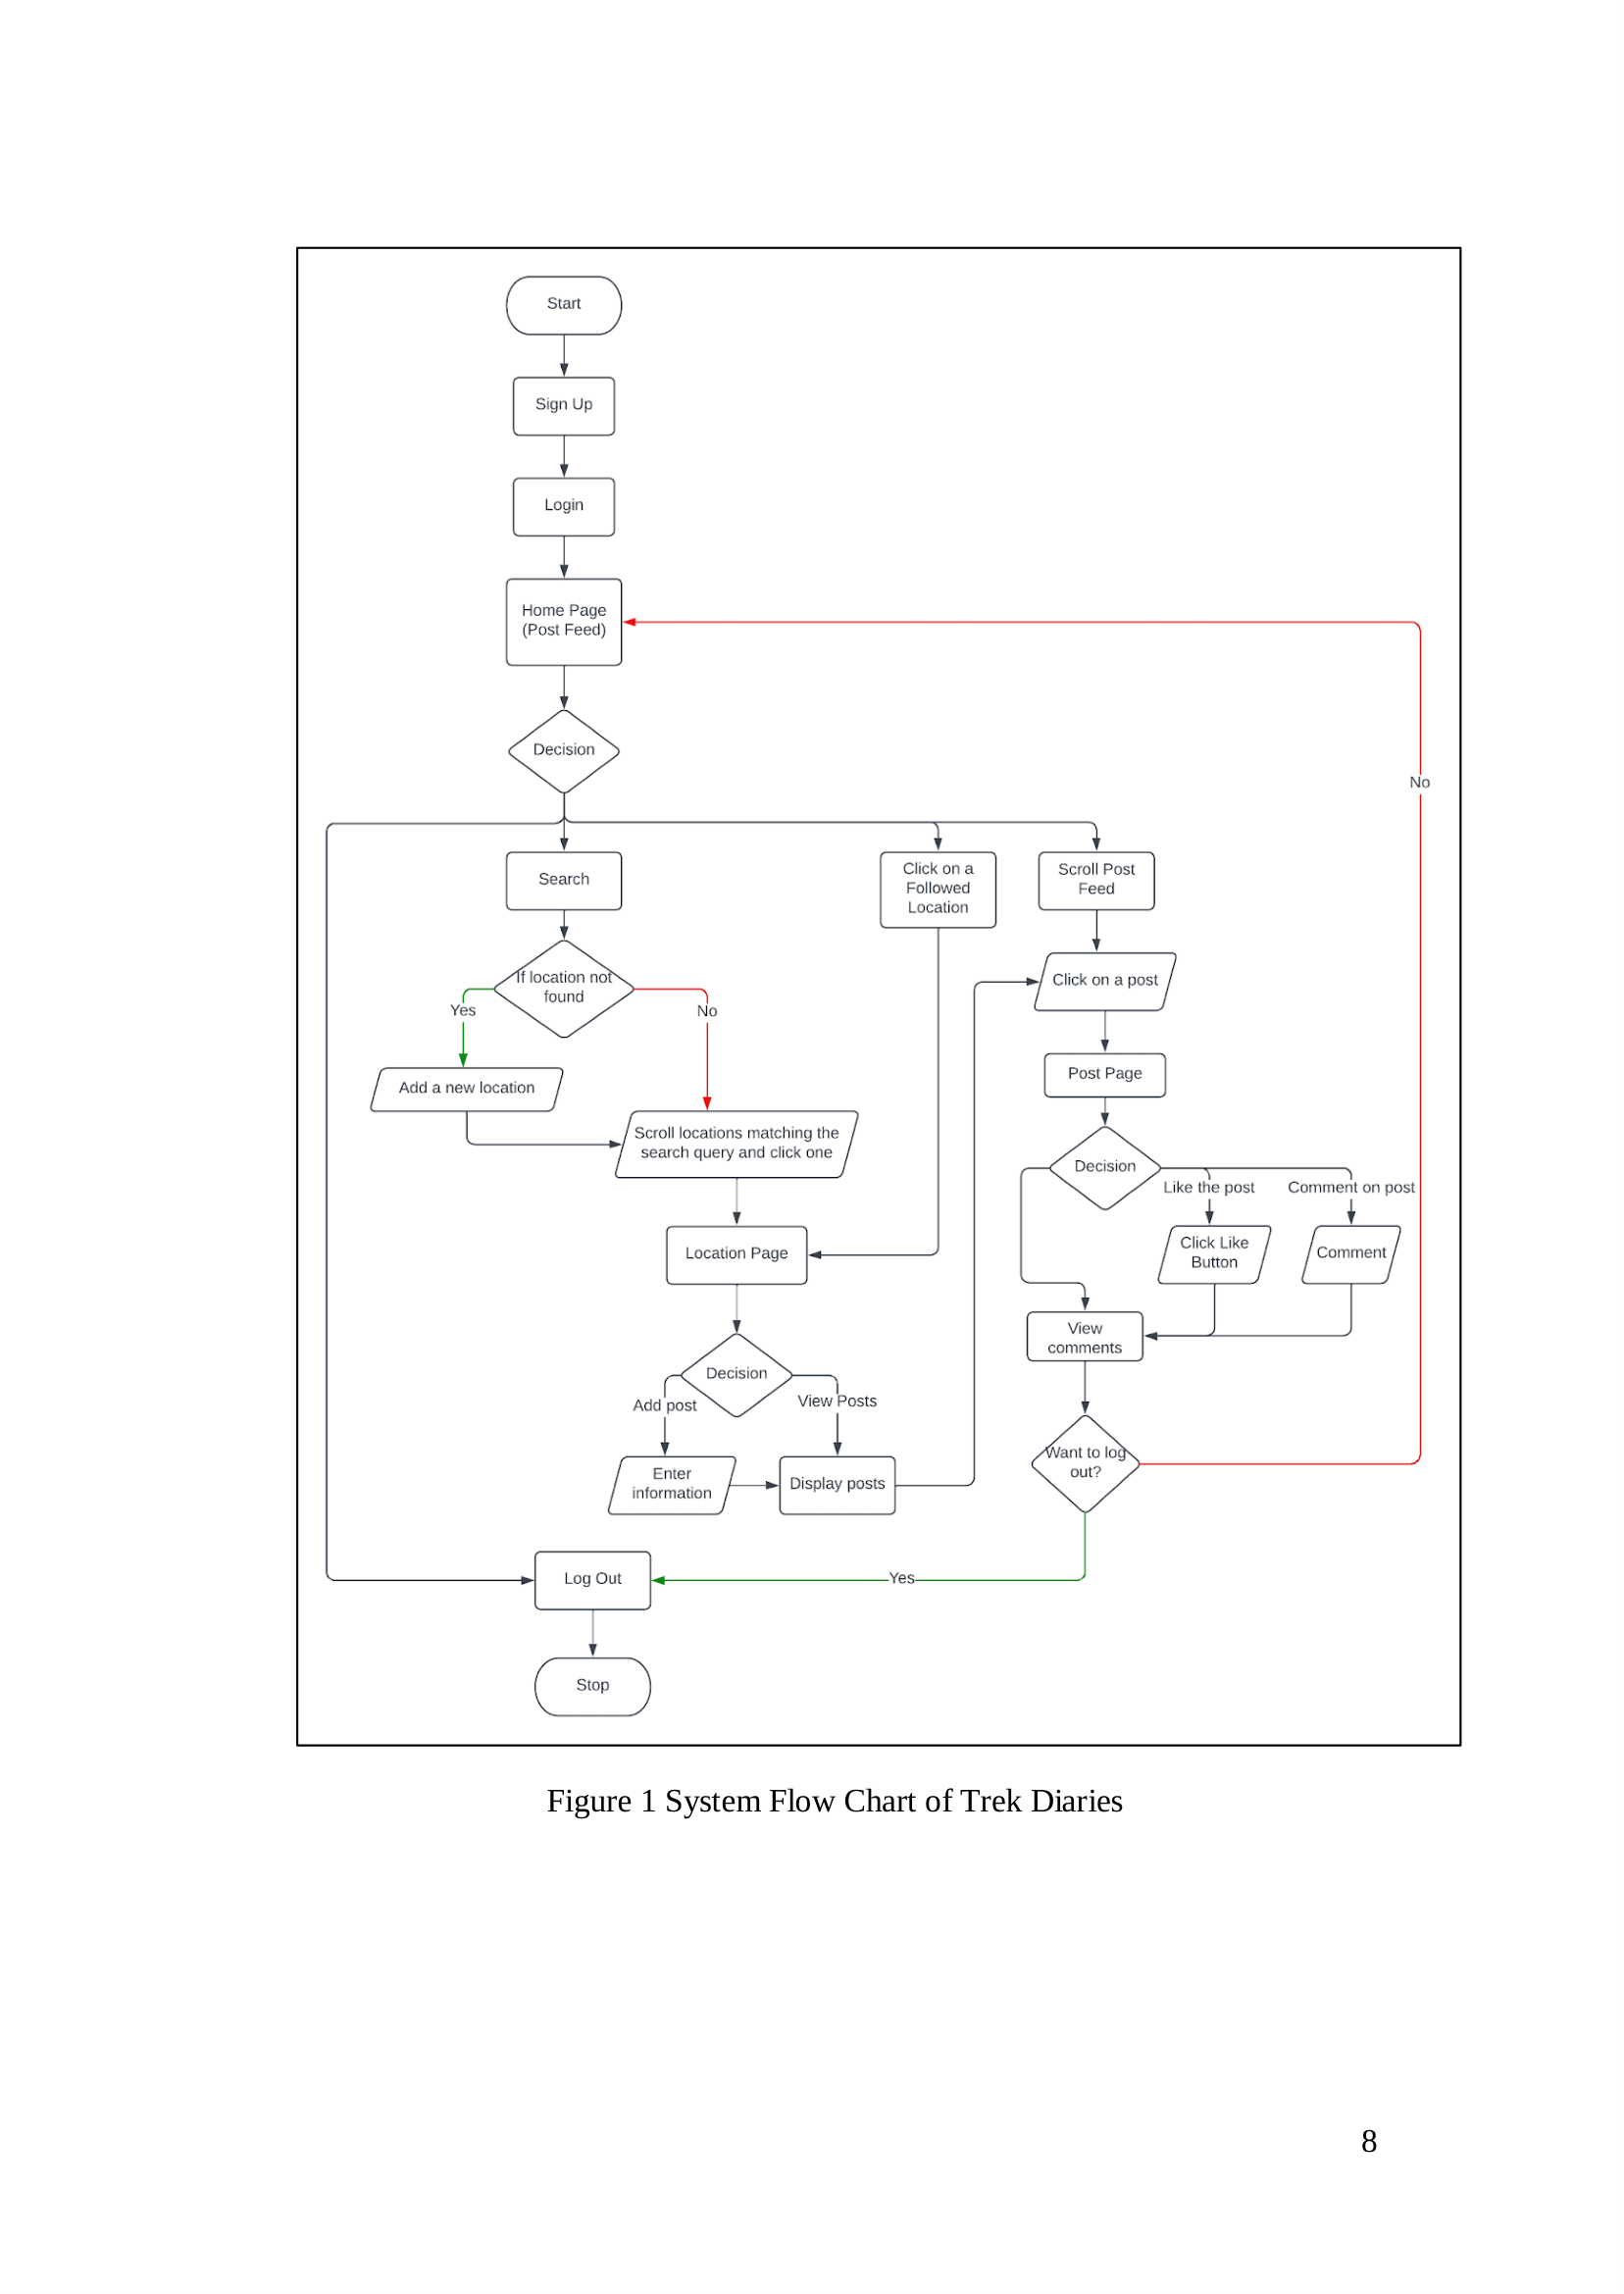 Start
Sign Up
Login
Home Page
(Post Feed)
Decision
No
Search
Click on a
Followed
Location
Scroll Post
Feed
If location not
found
Yes
No
Click on a post
Add a new location
Post Page
Scroll locations matching the
search query and click one
Decision
Like the post
Comment on post
Location Page
Click Like
Button
Comment
View
comments
Decision
Add post
View Posts
Enter
information
Display posts
Want to log
out?
Log Out
Yes
Stop
Figure 1 System Flow Chart of Trek Diaries
8